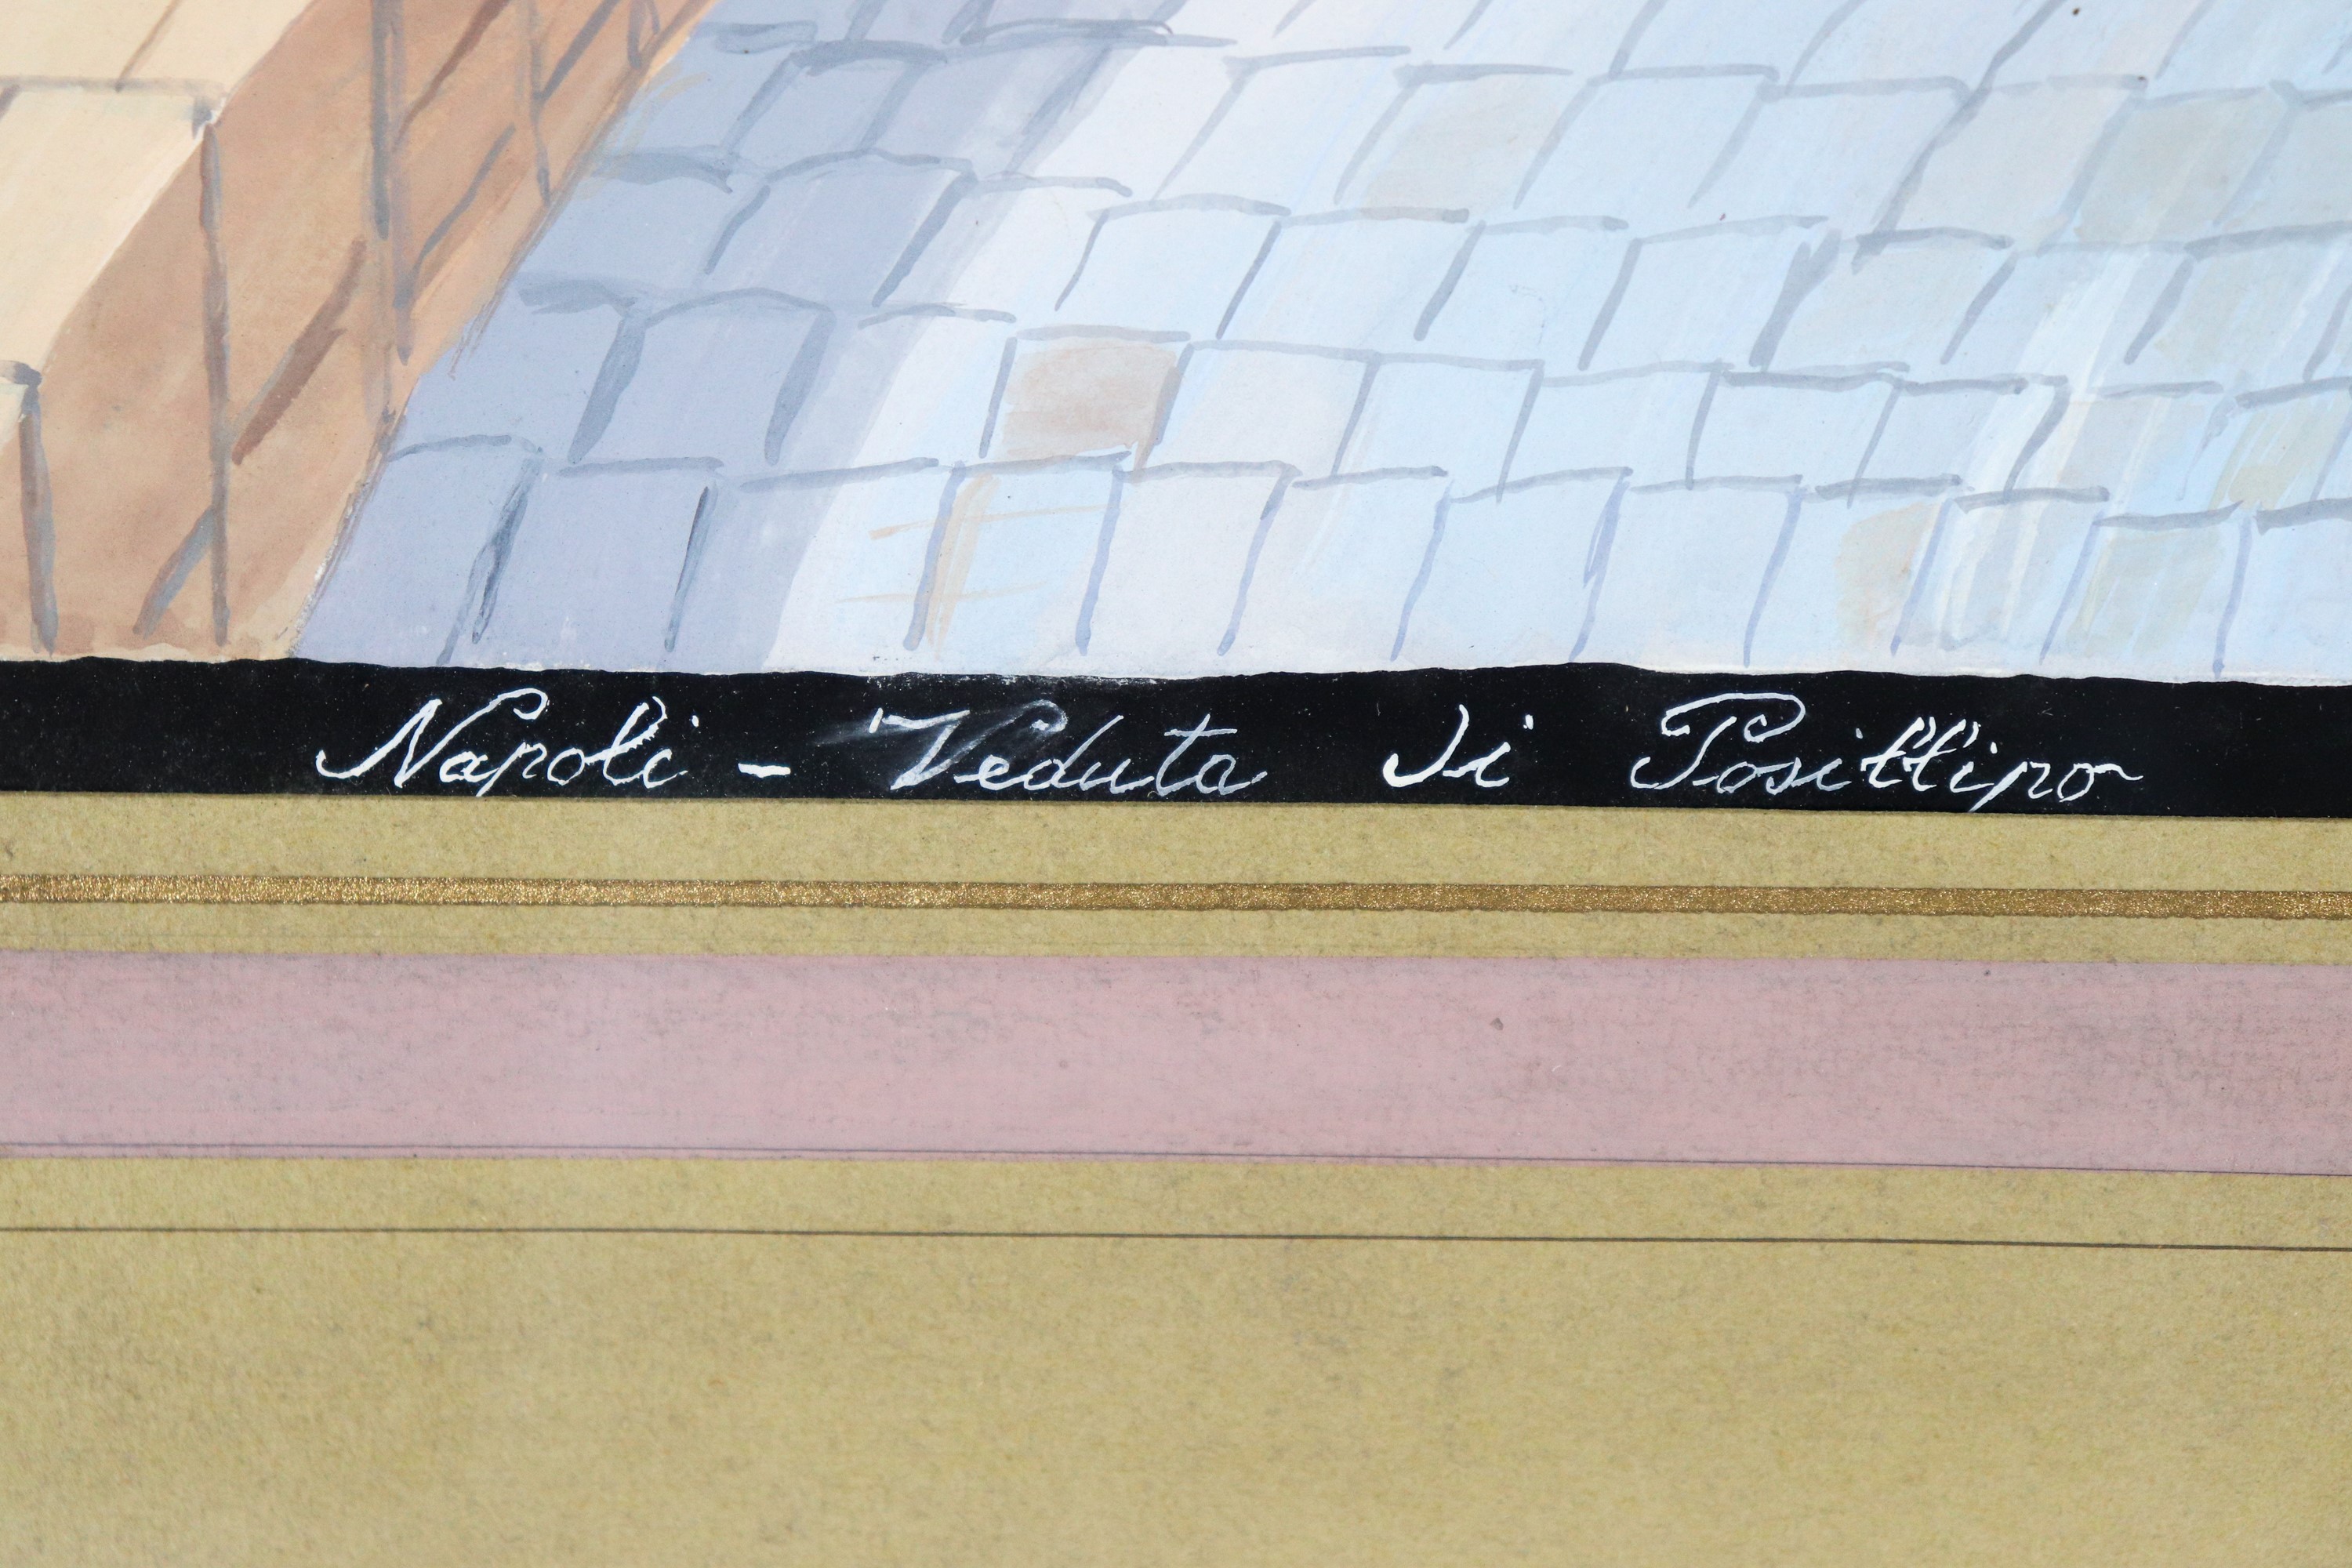 Napoli - Veduta di Posillipo